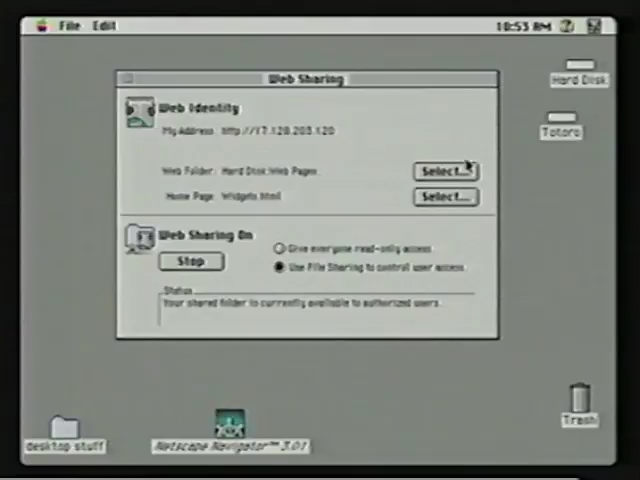 File Edit 10:53 AM
Web Sharing
Hard Disk
Web Identity
My Address: http://17.128.203.120
Totoro
Web Folder: Hard Disk:Web Pages:
Select...
Home Page: Widgets.html
Select...
Web Sharing On
Give everyone read-only access.
Stop
Use File Sharing to control user access.
Status
Your shared folder is currently available to authorized users.
Trash
desktop stuff
Netscape Navigator™ 3.01